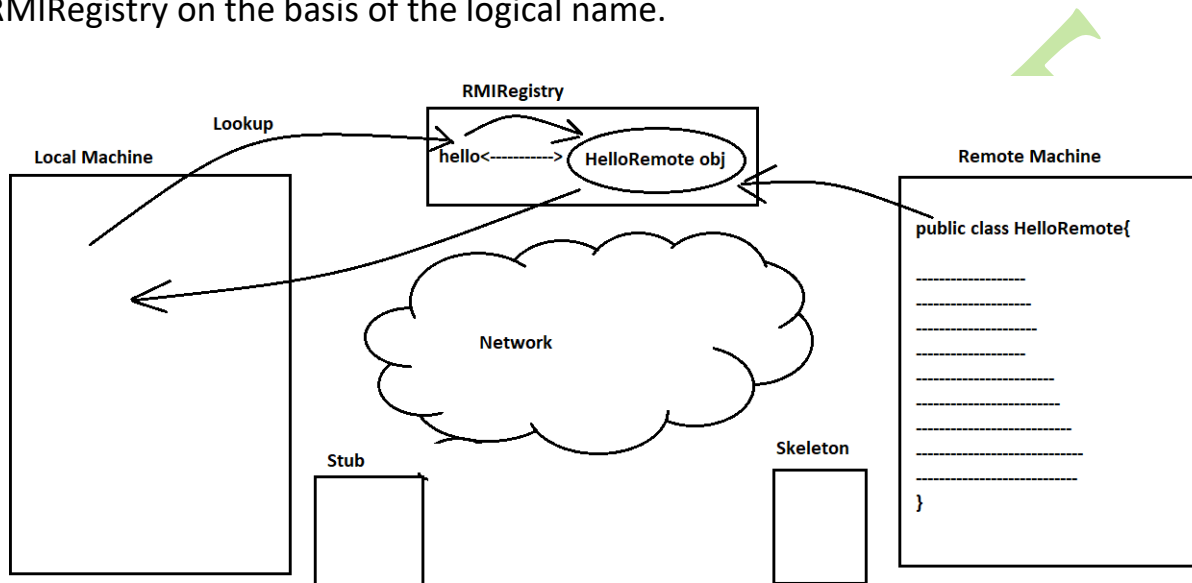 RMIRegistry on the basis of the logical name.
RMIRegistry
Lookup
Local Machine
hello<----------->
HelloRemote obj
Remote Machine
public class HelloRemote{
-------------------
--------------------
---------------------
-------------------
------------------------
-------------------------
---------------------------
-----------------------------
----------------------------
}
Network
Stub
Skeleton